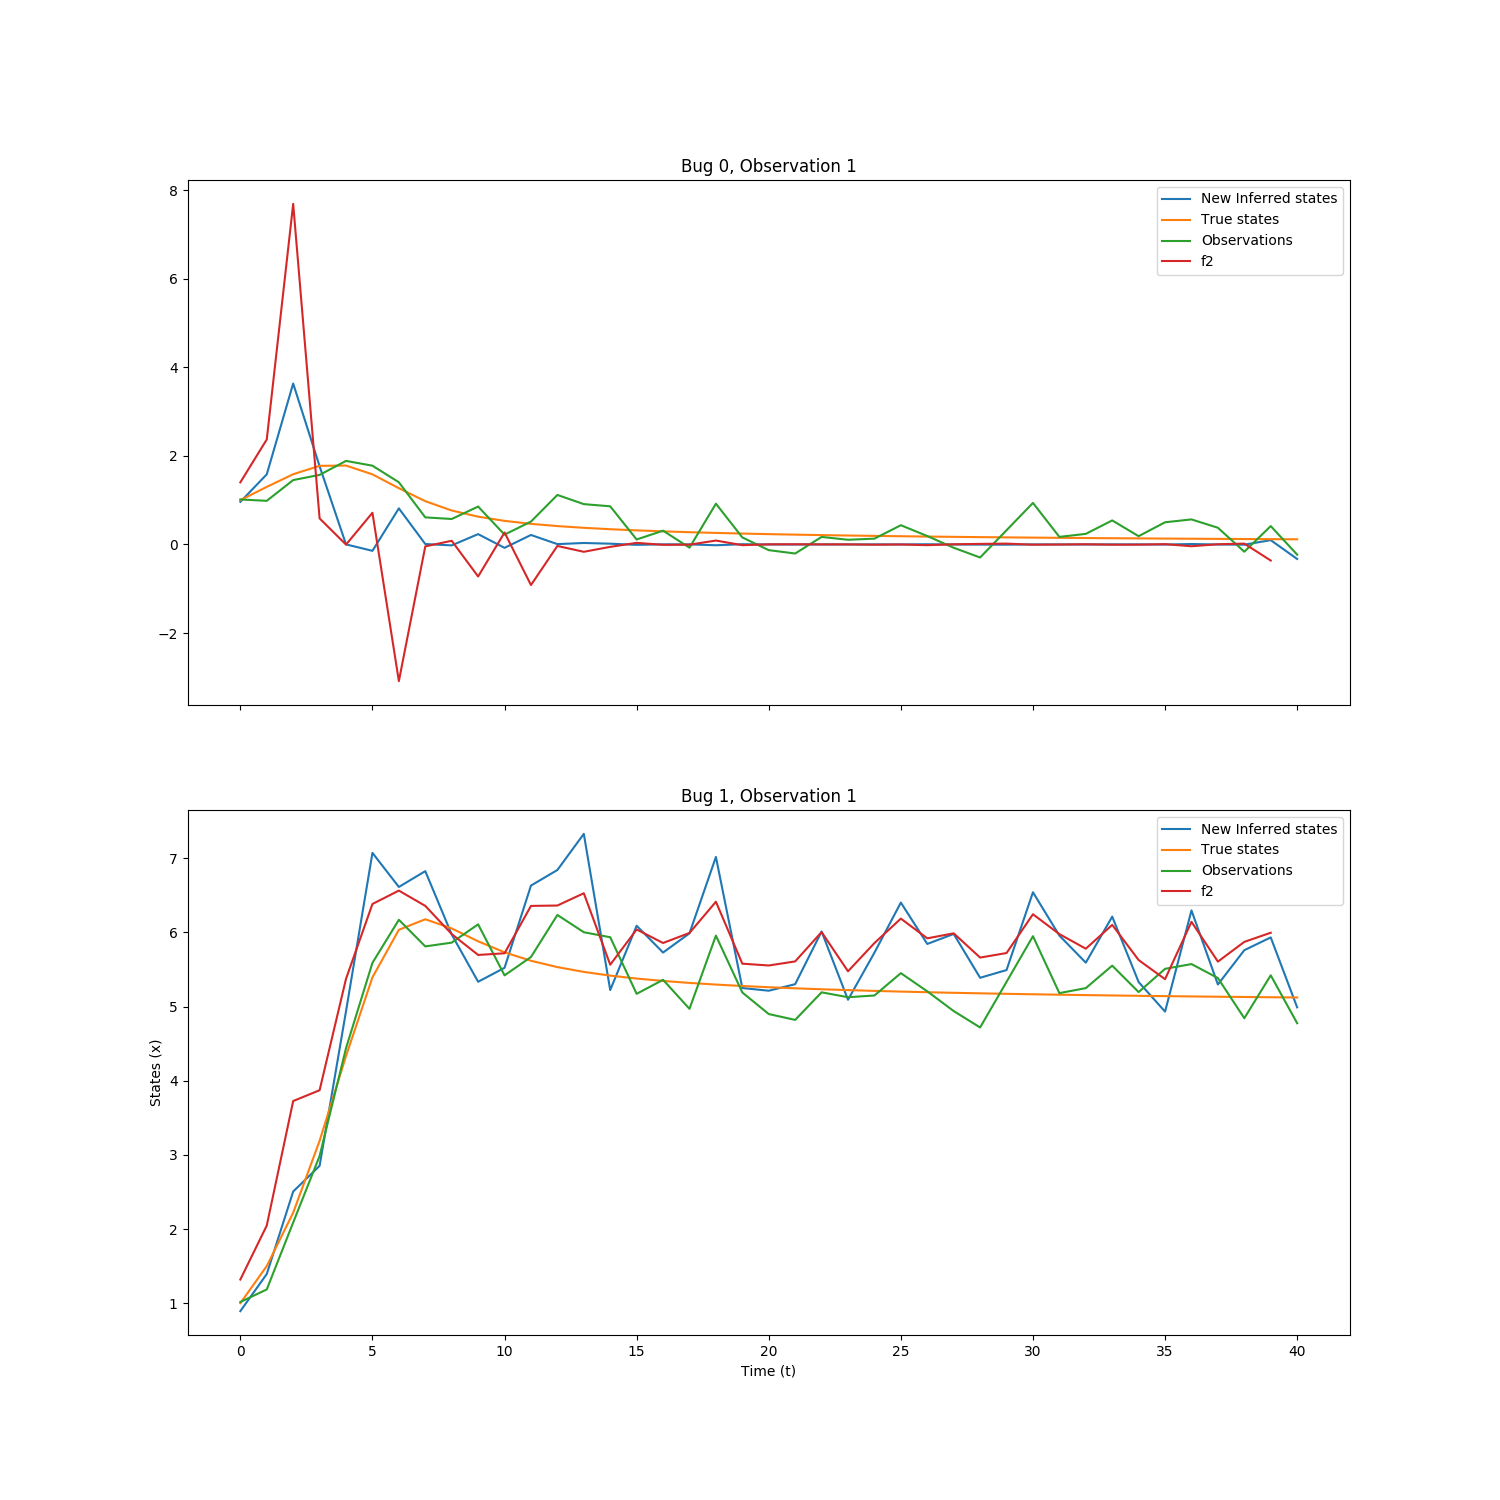 Bug 0, Observation 1
8
6
4
2
0
−2
New Inferred states
True states
Observations
f2
Bug 1, Observation 1
States (x)
7
6
5
4
3
2
1
New Inferred states
True states
Observations
f2
0 5 10 15 20 25 30 35 40
Time (t)